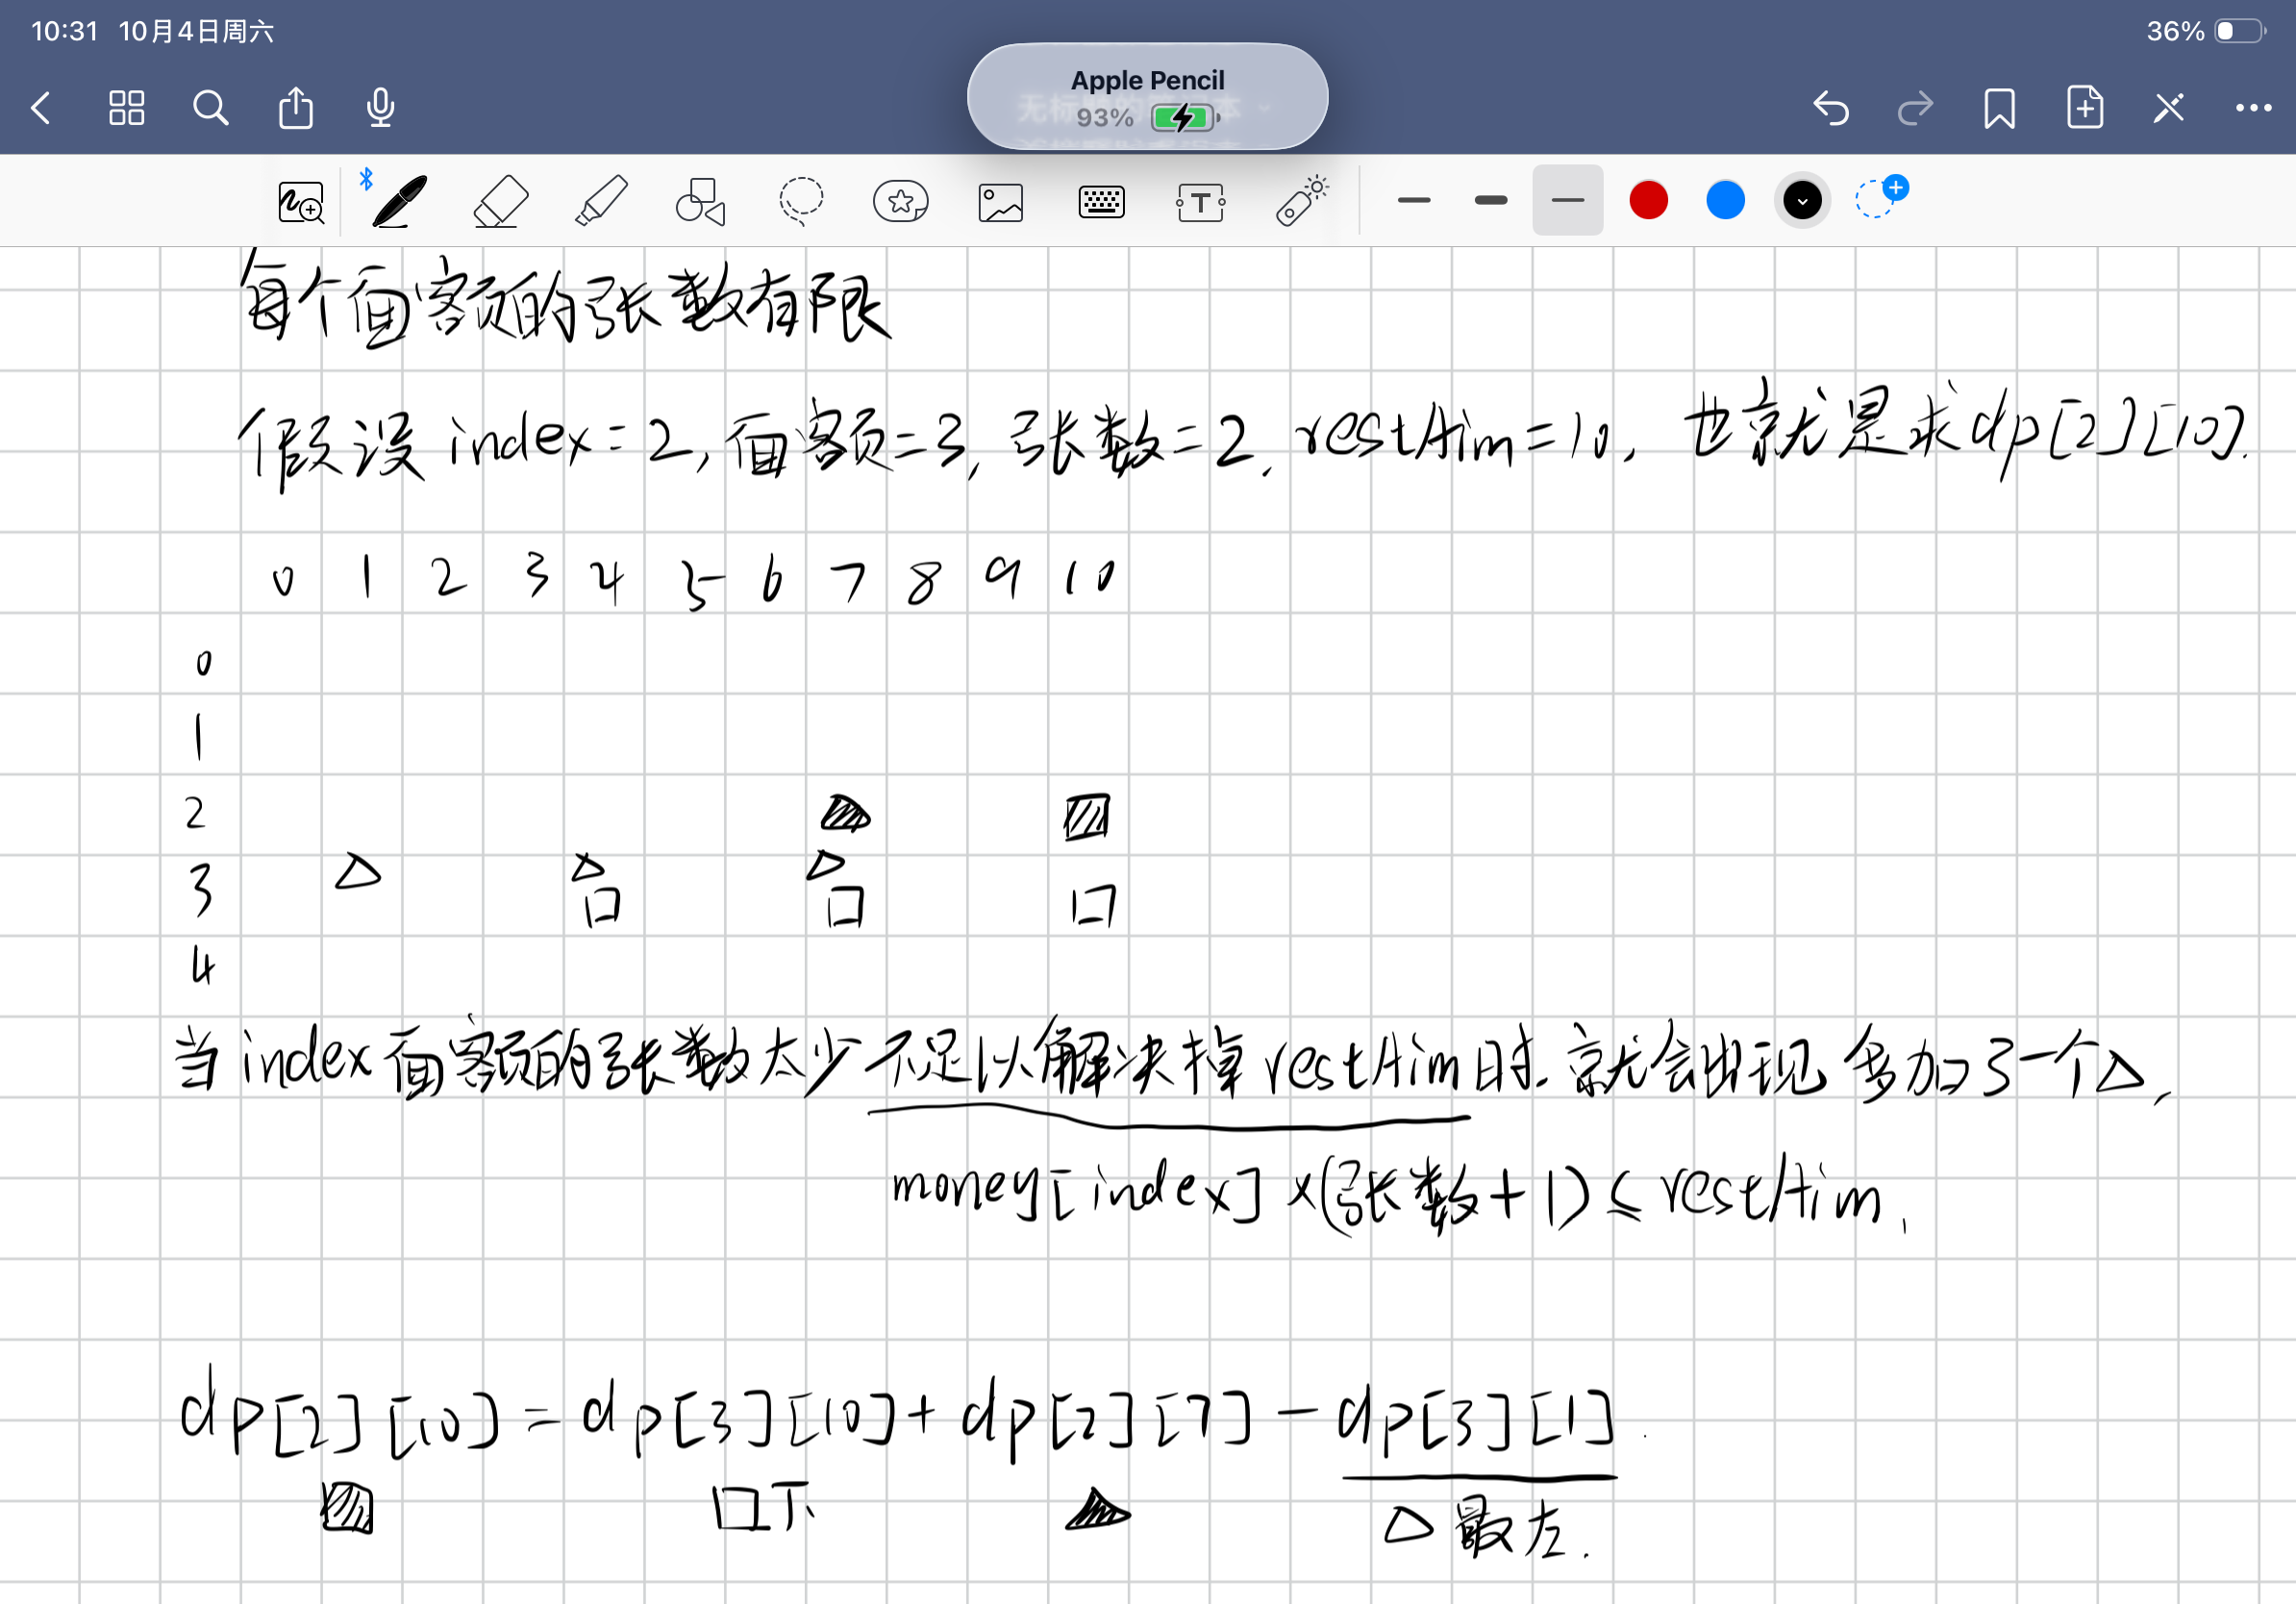 10:31 10月4日周六 36%
Apple Pencil
93%
每个面额的张数有限
假设 index=2, 面额=3, 张数=2. restAim=10, 也就是求dp[2][10].
0 1 2 3 4 5 6 7 8 9 10
0
1
2
3
4
当index面额的张数太少不足以解决掉restAim时.就会出现多加了一个△.
money[index]×(张数+1)≤restAim.
dp[2][10]=dp[3][10]+dp[2][7]-dp[3][1].
□下 △最左.